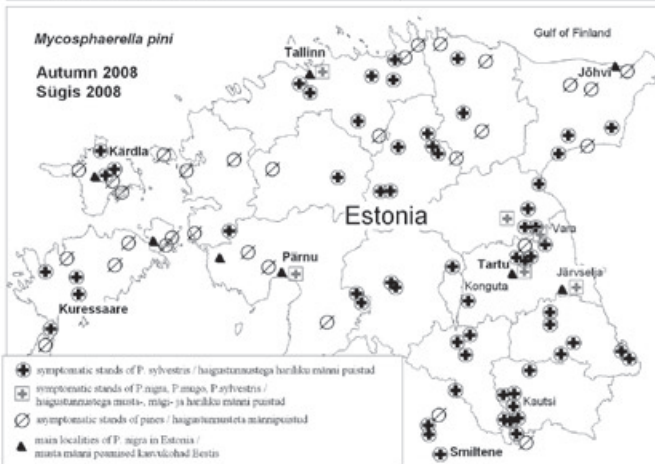 Mycosphaerella pini
Gulf of Finland
Tallinn
Autumn 2008
Sügis 2008
Jõhvi
Kärdla
Estonia
Vara
Pärnu
Tartu
Järvselja
Konguta
Kuressaare
symptomatic stands of P. sylvestris / haigustunnustega hariliku männi puistud
symptomatic stands of P.nigra, P.mugo, P.sylvestris /
haigustunnustega musta-, mägi- ja hariliku männi puistud
asymptomatic stands of pines / haigustunnusteta männipuistud
main localities of P. nigra in Estonia /
musta männi peamised kasvukohad Eestis
Kautsi
Smiltene